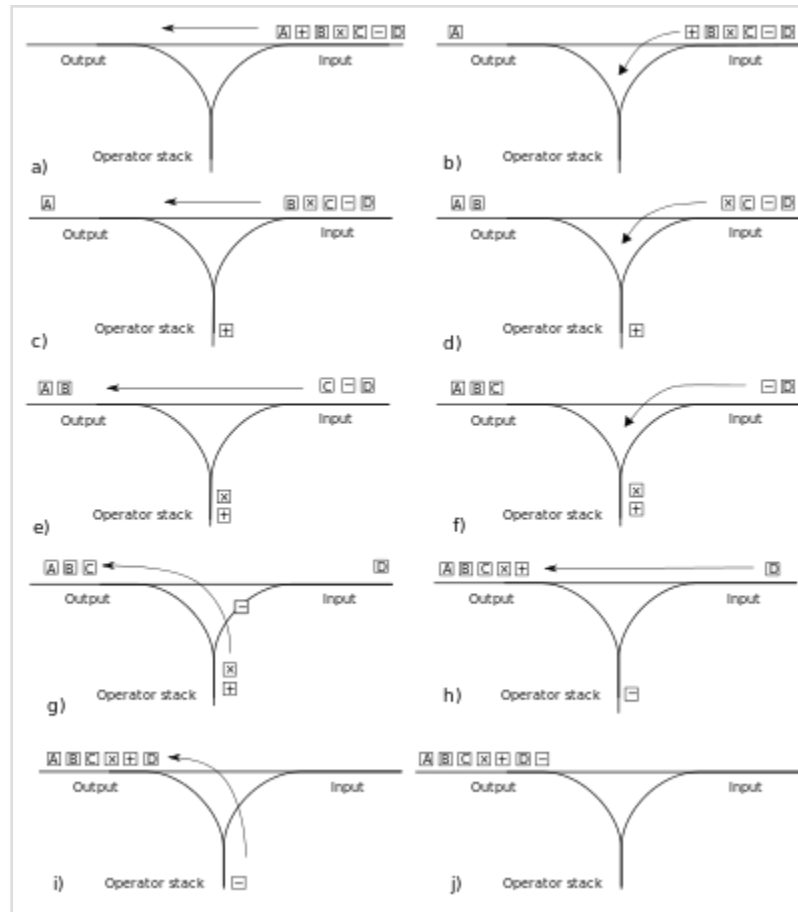 A + B × C − D
Output Input
Operator stack
a)
A + B × C − D
Output Input
Operator stack
b)
A B × C − D
Output Input
Operator stack +
c)
A B × C − D
Output Input
Operator stack +
d)
A B C − D
Output Input
×
Operator stack +
e)
A B C − D
Output Input
×
Operator stack +
f)
A B C D
Output Input
−
×
Operator stack +
g)
A B C × + D
Output Input
Operator stack −
h)
A B C × + D
Output Input
Operator stack −
i)
A B C × + D −
Output Input
Operator stack
j)